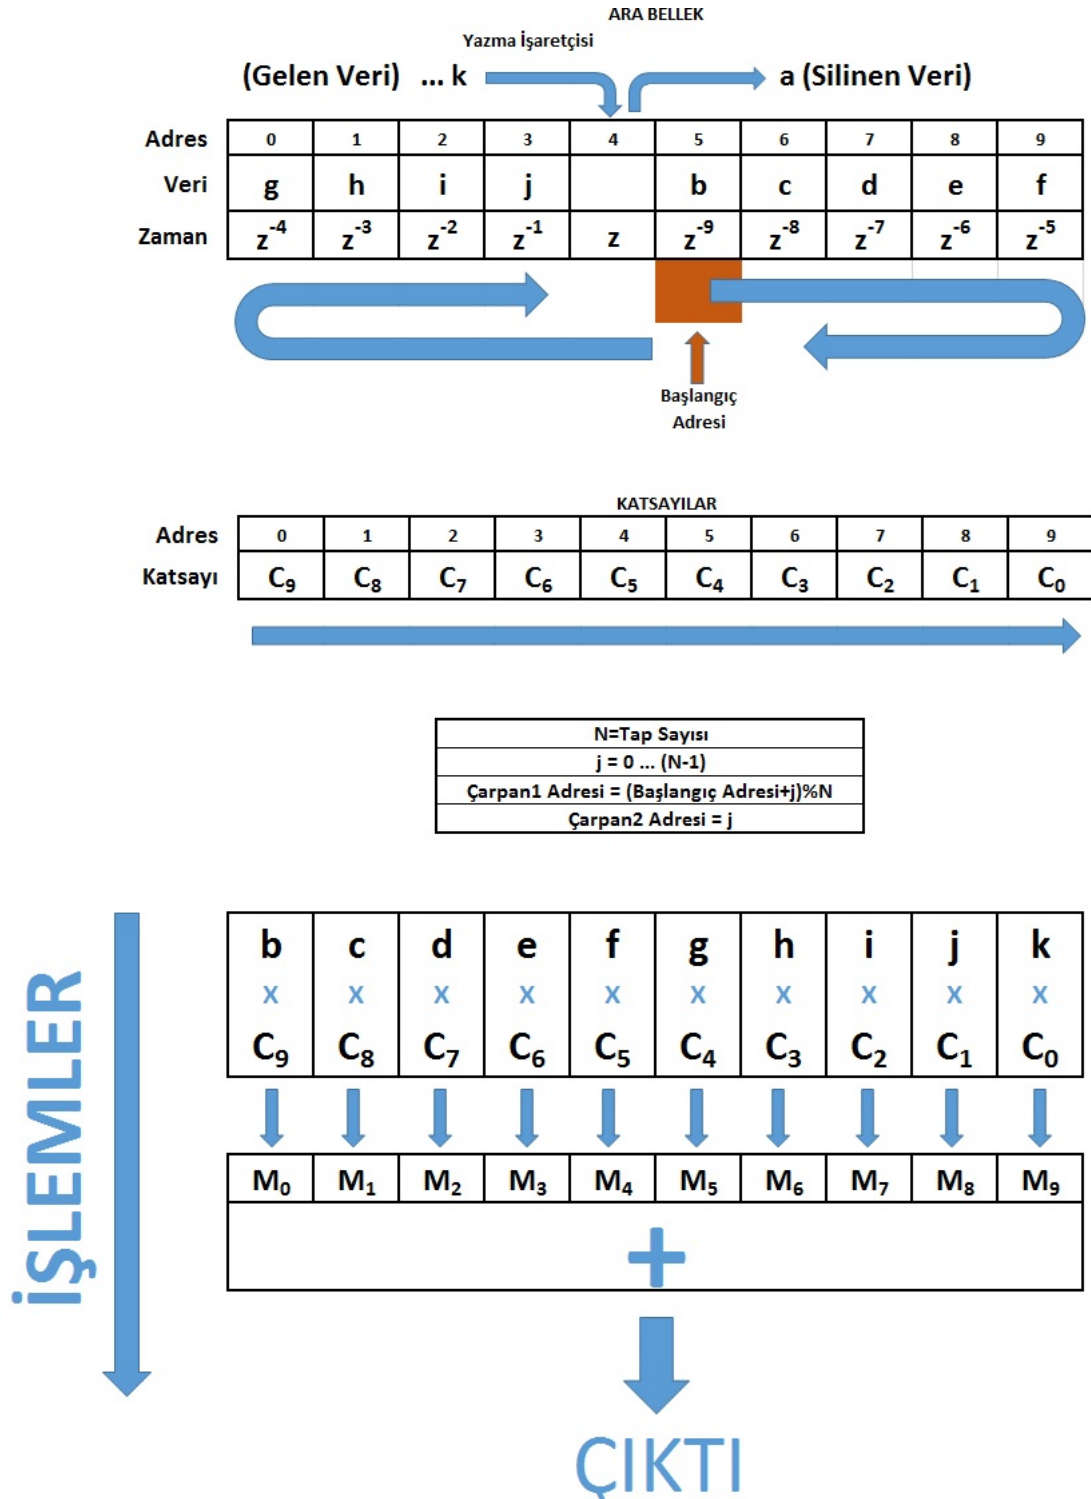 ARA BELLEK
Yazma İşaretçisi
(Gelen Veri) ... k a (Silinen Veri)
Adres 0 1 2 3 4 5 6 7 8 9
Veri g h i j b c d e f
Zaman z⁻⁴ z⁻³ z⁻² z⁻¹ z z⁻⁹ z⁻⁸ z⁻⁷ z⁻⁶ z⁻⁵
Başlangıç
Adresi
KATSAYILAR
Adres 0 1 2 3 4 5 6 7 8 9
Katsayı C₉ C₈ C₇ C₆ C₅ C₄ C₃ C₂ C₁ C₀
N=Tap Sayısı
j = 0 ... (N-1)
Çarpan1 Adresi = (Başlangıç Adresi+j)%N
Çarpan2 Adresi = j
İŞLEMLER
b c d e f g h i j k
x x x x x x x x x x
C₉ C₈ C₇ C₆ C₅ C₄ C₃ C₂ C₁ C₀
M₀ M₁ M₂ M₃ M₄ M₅ M₆ M₇ M₈ M₉
+
ÇIKTI